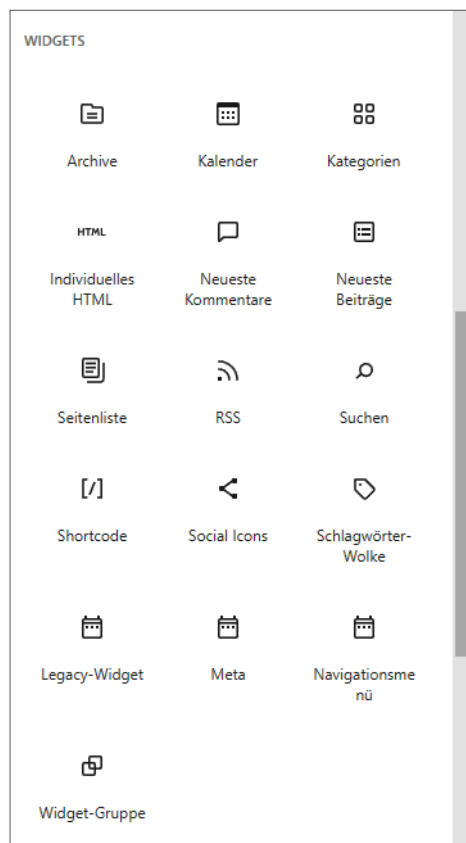 WIDGETS
Archive
Kalender
Kategorien
HTML
Individuelles
HTML
Neueste
Kommentare
Neueste
Beiträge
Seitenliste
RSS
Suchen
[/]
Shortcode
Social Icons
Schlagwörter-
Wolke
Legacy-Widget
Meta
Navigationsme
nü
Widget-Gruppe